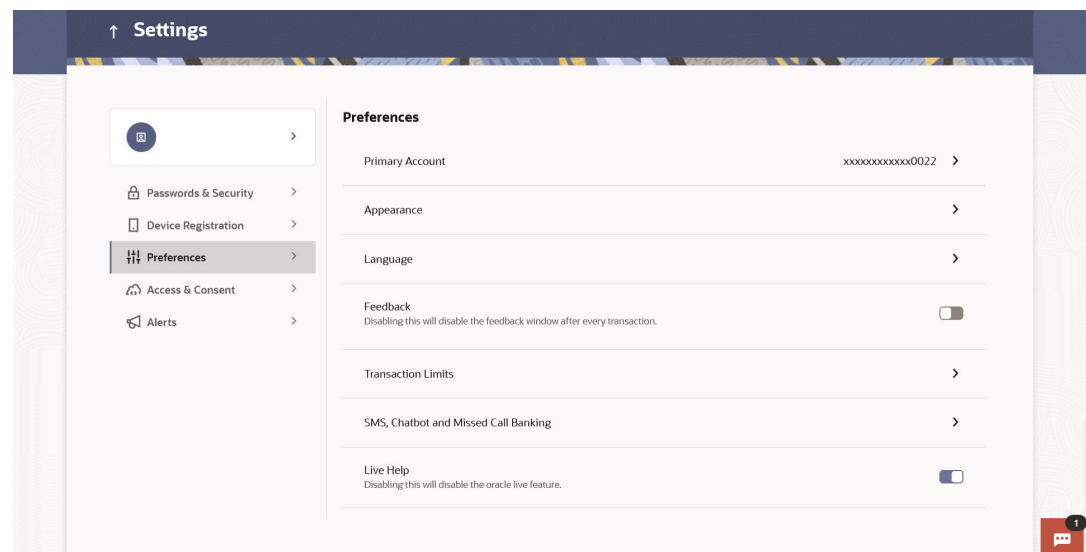 ↑ Settings
Passwords & Security
Device Registration
Preferences
Access & Consent
Alerts
Preferences
Primary Account xxxxxxxxxxxx0022
Appearance
Language
Feedback
Disabling this will disable the feedback window after every transaction.
Transaction Limits
SMS, Chatbot and Missed Call Banking
Live Help
Disabling this will disable the oracle live feature.
1